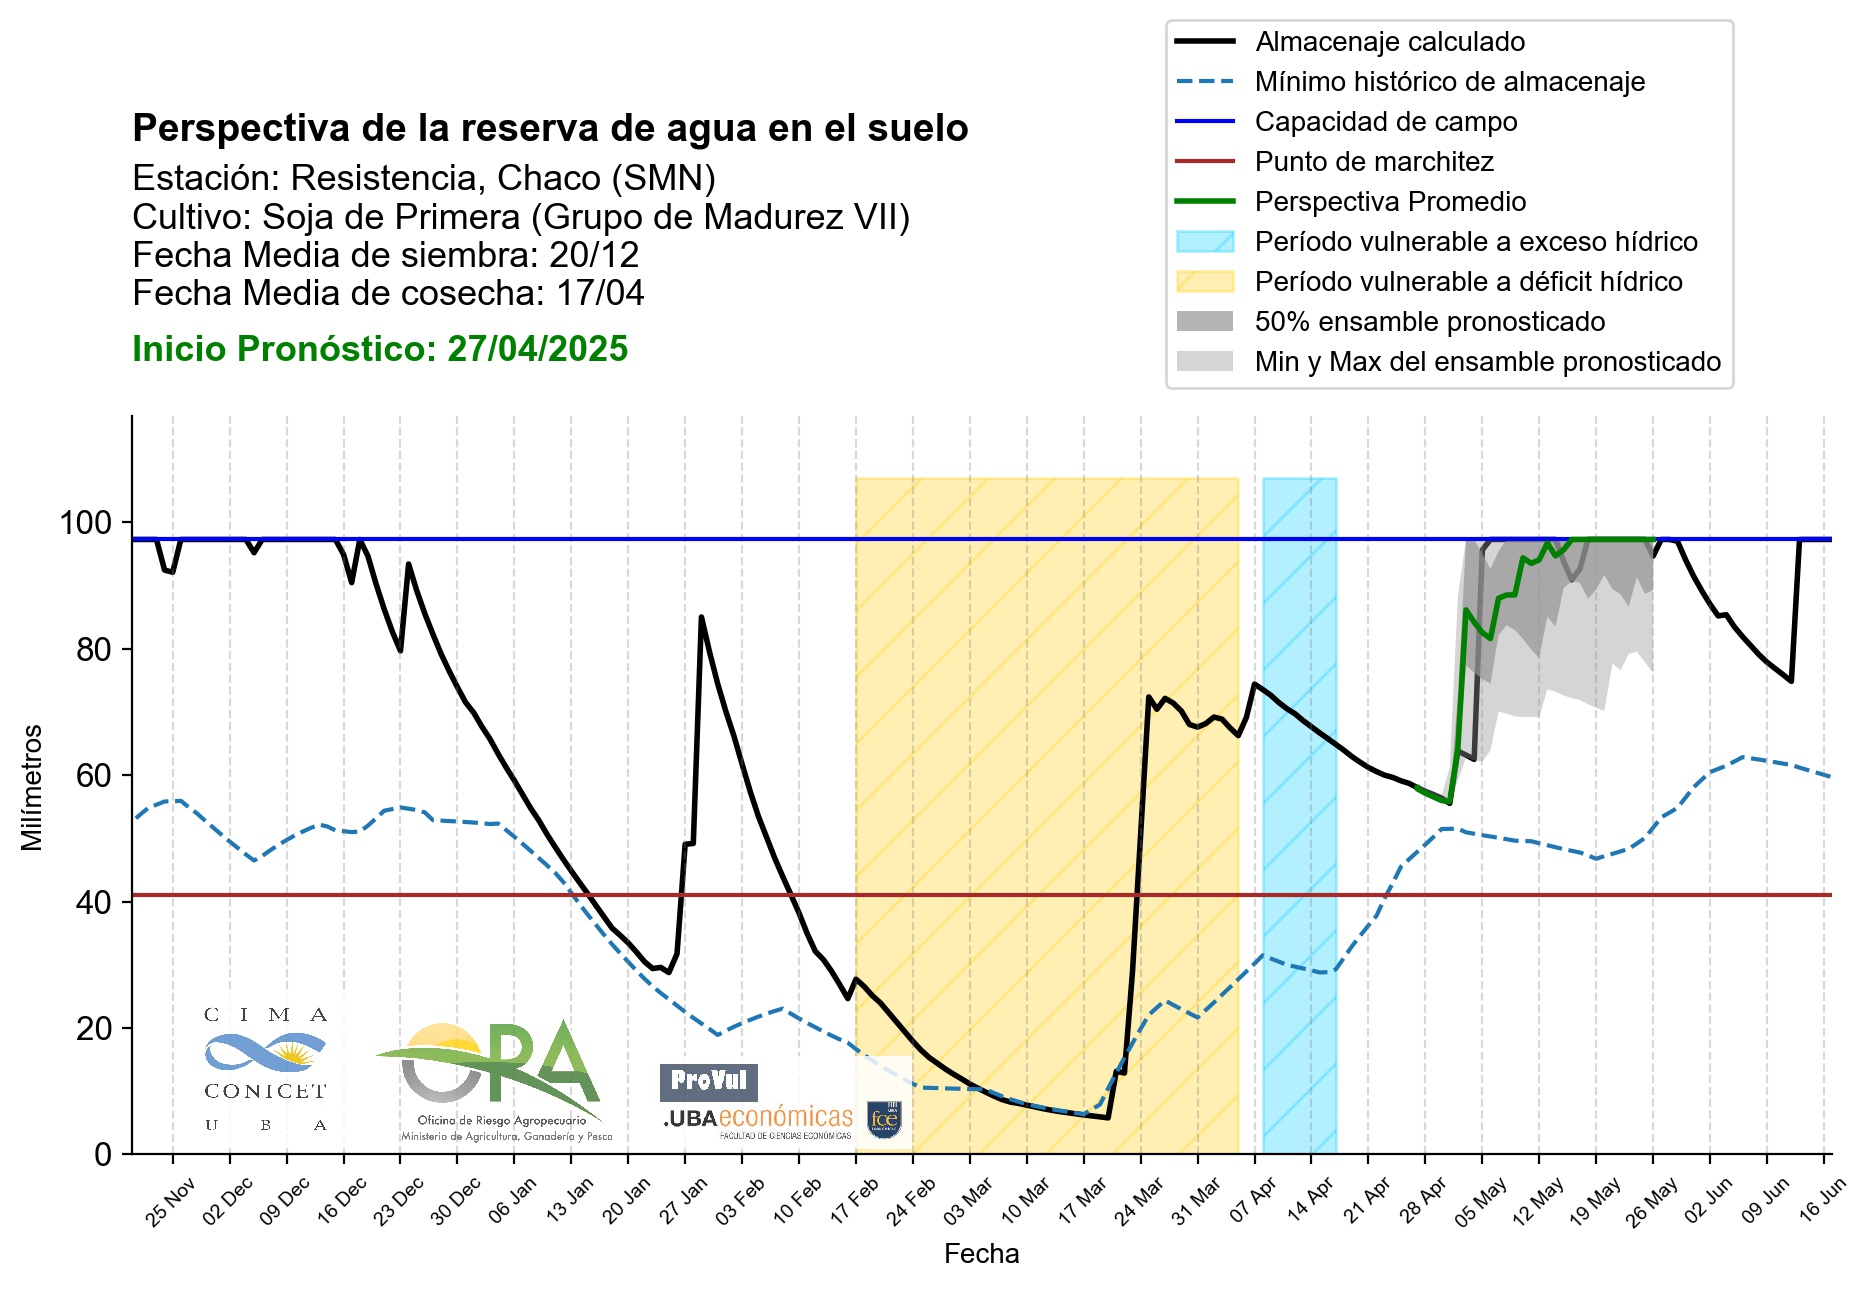 Almacenaje calculado
Mínimo histórico de almacenaje
Capacidad de campo
Punto de marchitez
Perspectiva Promedio
Período vulnerable a exceso hídrico
Período vulnerable a déficit hídrico
50% ensamble pronosticado
Min y Max del ensamble pronosticado
Perspectiva de la reserva de agua en el suelo
Estación: Resistencia, Chaco (SMN)
Cultivo: Soja de Primera (Grupo de Madurez VII)
Fecha Media de siembra: 20/12
Fecha Media de cosecha: 17/04
Inicio Pronóstico: 27/04/2025
Milímetros
100
80
60
40
20
0
C I M A
CONICET
U B A
ORA
Oficina de Riesgo Agropecuario
Ministerio de Agricultura, Ganadería y Pesca
ProVul
.UBAeconómicas
FACULTAD DE CIENCIAS ECONÓMICAS
UBA
fce
25 Nov
02 Dec
09 Dec
16 Dec
23 Dec
30 Dec
06 Jan
13 Jan
20 Jan
27 Jan
03 Feb
10 Feb
17 Feb
24 Feb
03 Mar
10 Mar
17 Mar
24 Mar
31 Mar
07 Apr
14 Apr
21 Apr
28 Apr
05 May
12 May
19 May
26 May
02 Jun
09 Jun
16 Jun
Fecha